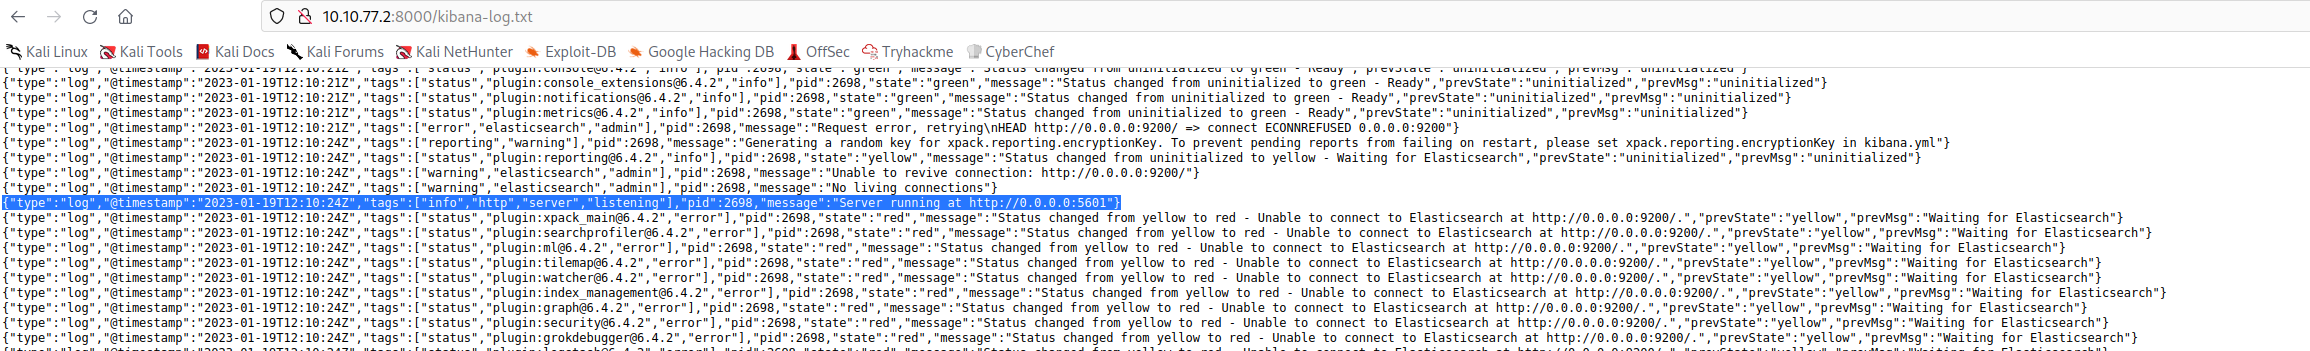 10.10.77.2:8000/kibana-log.txt
Kali Linux Kali Tools Kali Docs Kali Forums Kali NetHunter Exploit-DB Google Hacking DB OffSec Tryhackme CyberChef
{"type":"log","@timestamp":"2023-01-19T12:10:21Z","tags":["status","plugin:console@6.4.2","info"],"pid":2698,"state":"green","message":"Status changed from uninitialized to green - Ready","prevState":"uninitialized","prevMsg":"uninitialized"}
{"type":"log","@timestamp":"2023-01-19T12:10:21Z","tags":["status","plugin:console_extensions@6.4.2","info"],"pid":2698,"state":"green","message":"Status changed from uninitialized to green - Ready","prevState":"uninitialized","prevMsg":"uninitialized"}
{"type":"log","@timestamp":"2023-01-19T12:10:21Z","tags":["status","plugin:notifications@6.4.2","info"],"pid":2698,"state":"green","message":"Status changed from uninitialized to green - Ready","prevState":"uninitialized","prevMsg":"uninitialized"}
{"type":"log","@timestamp":"2023-01-19T12:10:21Z","tags":["status","plugin:metrics@6.4.2","info"],"pid":2698,"state":"green","message":"Status changed from uninitialized to green - Ready","prevState":"uninitialized","prevMsg":"uninitialized"}
{"type":"log","@timestamp":"2023-01-19T12:10:21Z","tags":["error","elasticsearch","admin"],"pid":2698,"message":"Request error, retrying\nHEAD http://0.0.0.0:9200/ => connect ECONNREFUSED 0.0.0.0:9200"}
{"type":"log","@timestamp":"2023-01-19T12:10:24Z","tags":["reporting","warning"],"pid":2698,"message":"Generating a random key for xpack.reporting.encryptionKey. To prevent pending reports from failing on restart, please set xpack.reporting.encryptionKey in kibana.yml"}
{"type":"log","@timestamp":"2023-01-19T12:10:24Z","tags":["status","plugin:reporting@6.4.2","info"],"pid":2698,"state":"yellow","message":"Status changed from uninitialized to yellow - Waiting for Elasticsearch","prevState":"uninitialized","prevMsg":"uninitialized"}
{"type":"log","@timestamp":"2023-01-19T12:10:24Z","tags":["warning","elasticsearch","admin"],"pid":2698,"message":"Unable to revive connection: http://0.0.0.0:9200/"}
{"type":"log","@timestamp":"2023-01-19T12:10:24Z","tags":["warning","elasticsearch","admin"],"pid":2698,"message":"No living connections"}
{"type":"log","@timestamp":"2023-01-19T12:10:24Z","tags":["info","http","server","listening"],"pid":2698,"message":"Server running at http://0.0.0.0:5601"}
{"type":"log","@timestamp":"2023-01-19T12:10:24Z","tags":["status","plugin:xpack_main@6.4.2","error"],"pid":2698,"state":"red","message":"Status changed from yellow to red - Unable to connect to Elasticsearch at http://0.0.0.0:9200/.","prevState":"yellow","prevMsg":"Waiting for Elasticsearch"}
{"type":"log","@timestamp":"2023-01-19T12:10:24Z","tags":["status","plugin:searchprofiler@6.4.2","error"],"pid":2698,"state":"red","message":"Status changed from yellow to red - Unable to connect to Elasticsearch at http://0.0.0.0:9200/.","prevState":"yellow","prevMsg":"Waiting for Elasticsearch"}
{"type":"log","@timestamp":"2023-01-19T12:10:24Z","tags":["status","plugin:ml@6.4.2","error"],"pid":2698,"state":"red","message":"Status changed from yellow to red - Unable to connect to Elasticsearch at http://0.0.0.0:9200/.","prevState":"yellow","prevMsg":"Waiting for Elasticsearch"}
{"type":"log","@timestamp":"2023-01-19T12:10:24Z","tags":["status","plugin:tilemap@6.4.2","error"],"pid":2698,"state":"red","message":"Status changed from yellow to red - Unable to connect to Elasticsearch at http://0.0.0.0:9200/.","prevState":"yellow","prevMsg":"Waiting for Elasticsearch"}
{"type":"log","@timestamp":"2023-01-19T12:10:24Z","tags":["status","plugin:watcher@6.4.2","error"],"pid":2698,"state":"red","message":"Status changed from yellow to red - Unable to connect to Elasticsearch at http://0.0.0.0:9200/.","prevState":"yellow","prevMsg":"Waiting for Elasticsearch"}
{"type":"log","@timestamp":"2023-01-19T12:10:24Z","tags":["status","plugin:index_management@6.4.2","error"],"pid":2698,"state":"red","message":"Status changed from yellow to red - Unable to connect to Elasticsearch at http://0.0.0.0:9200/.","prevState":"yellow","prevMsg":"Waiting for Elasticsearch"}
{"type":"log","@timestamp":"2023-01-19T12:10:24Z","tags":["status","plugin:graph@6.4.2","error"],"pid":2698,"state":"red","message":"Status changed from yellow to red - Unable to connect to Elasticsearch at http://0.0.0.0:9200/.","prevState":"yellow","prevMsg":"Waiting for Elasticsearch"}
{"type":"log","@timestamp":"2023-01-19T12:10:24Z","tags":["status","plugin:security@6.4.2","error"],"pid":2698,"state":"red","message":"Status changed from yellow to red - Unable to connect to Elasticsearch at http://0.0.0.0:9200/.","prevState":"yellow","prevMsg":"Waiting for Elasticsearch"}
{"type":"log","@timestamp":"2023-01-19T12:10:24Z","tags":["status","plugin:grokdebugger@6.4.2","error"],"pid":2698,"state":"red","message":"Status changed from yellow to red - Unable to connect to Elasticsearch at http://0.0.0.0:9200/.","prevState":"yellow","prevMsg":"Waiting for Elasticsearch"}